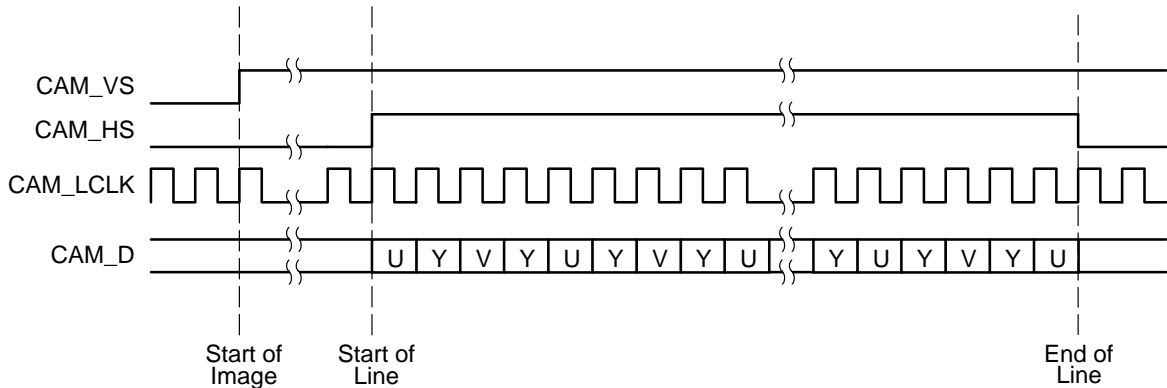 CAM_VS
CAM_HS
CAM_LCLK
CAM_D
U Y V Y U Y V Y U Y U Y V Y U
Start of
Image
Start of
Line
End of
Line